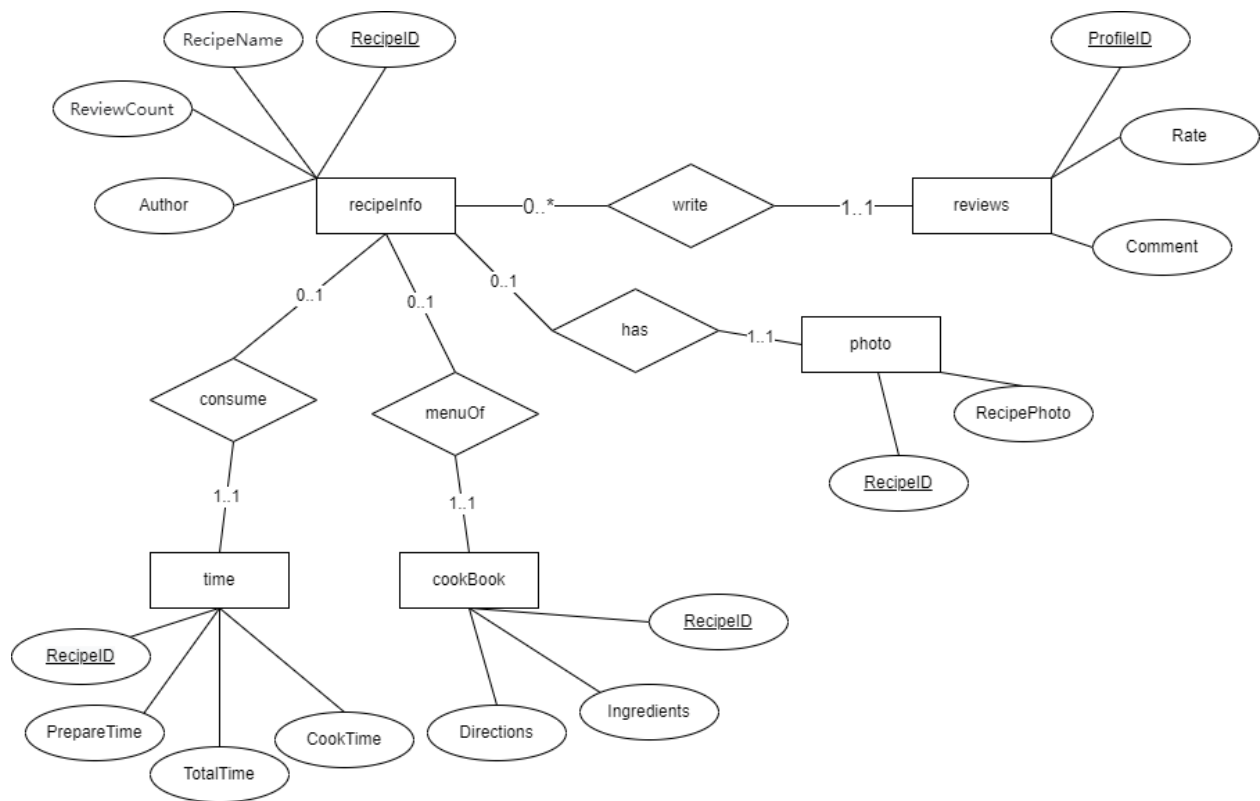 RecipeName
RecipeID
ProfileID
ReviewCount
Rate
Author
recipeInfo
0..*
write
1..1
reviews
Comment
0..1
0..1
0..1
has
1..1
photo
consume
menuOf
RecipePhoto
RecipeID
1..1
1..1
time
cookBook
RecipeID
RecipeID
PrepareTime
CookTime
Directions
Ingredients
TotalTime